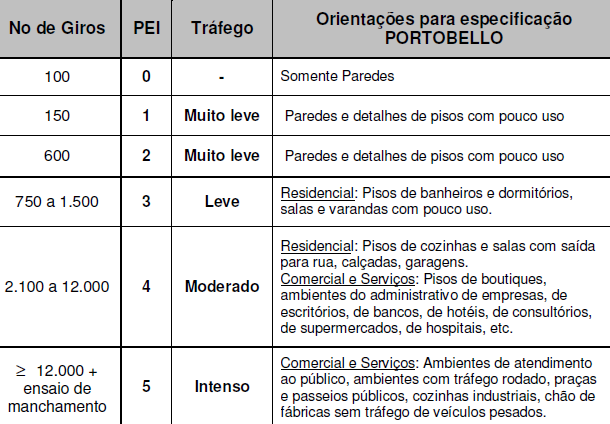 No de Giros PEI Tráfego Orientações para especificação
PORTOBELLO
100 0 - Somente Paredes
150 1 Muito leve Paredes e detalhes de pisos com pouco uso
600 2 Muito leve Paredes e detalhes de pisos com pouco uso
750 a 1.500 3 Leve Residencial: Pisos de banheiros e dormitórios,
salas e varandas com pouco uso.
2.100 a 12.000 4 Moderado Residencial: Pisos de cozinhas e salas com saída
para rua, calçadas, garagens.
Comercial e Serviços: Pisos de boutiques,
ambientes do administrativo de empresas, de
escritórios, de bancos, de hotéis, de consultórios,
de supermercados, de hospitais, etc.
≥ 12.000 +
ensaio de
manchamento 5 Intenso Comercial e Serviços: Ambientes de atendimento
ao público, ambientes com tráfego rodado, praças
e passeios públicos, cozinhas industriais, chão de
fábricas sem tráfego de veículos pesados.